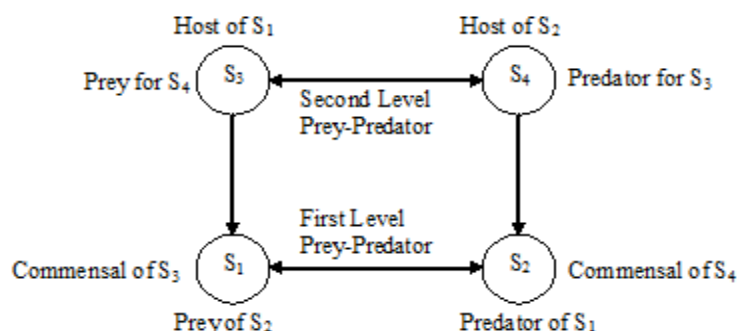 Host of S₁
Host of S₂
S₃
S₄
Prey for S₄
Predator for S₃
Second Level
Prey-Predator
First Level
Prey-Predator
Commensal of S₃
S₁
S₂
Commensal of S₄
Prey of S₂
Predator of S₁